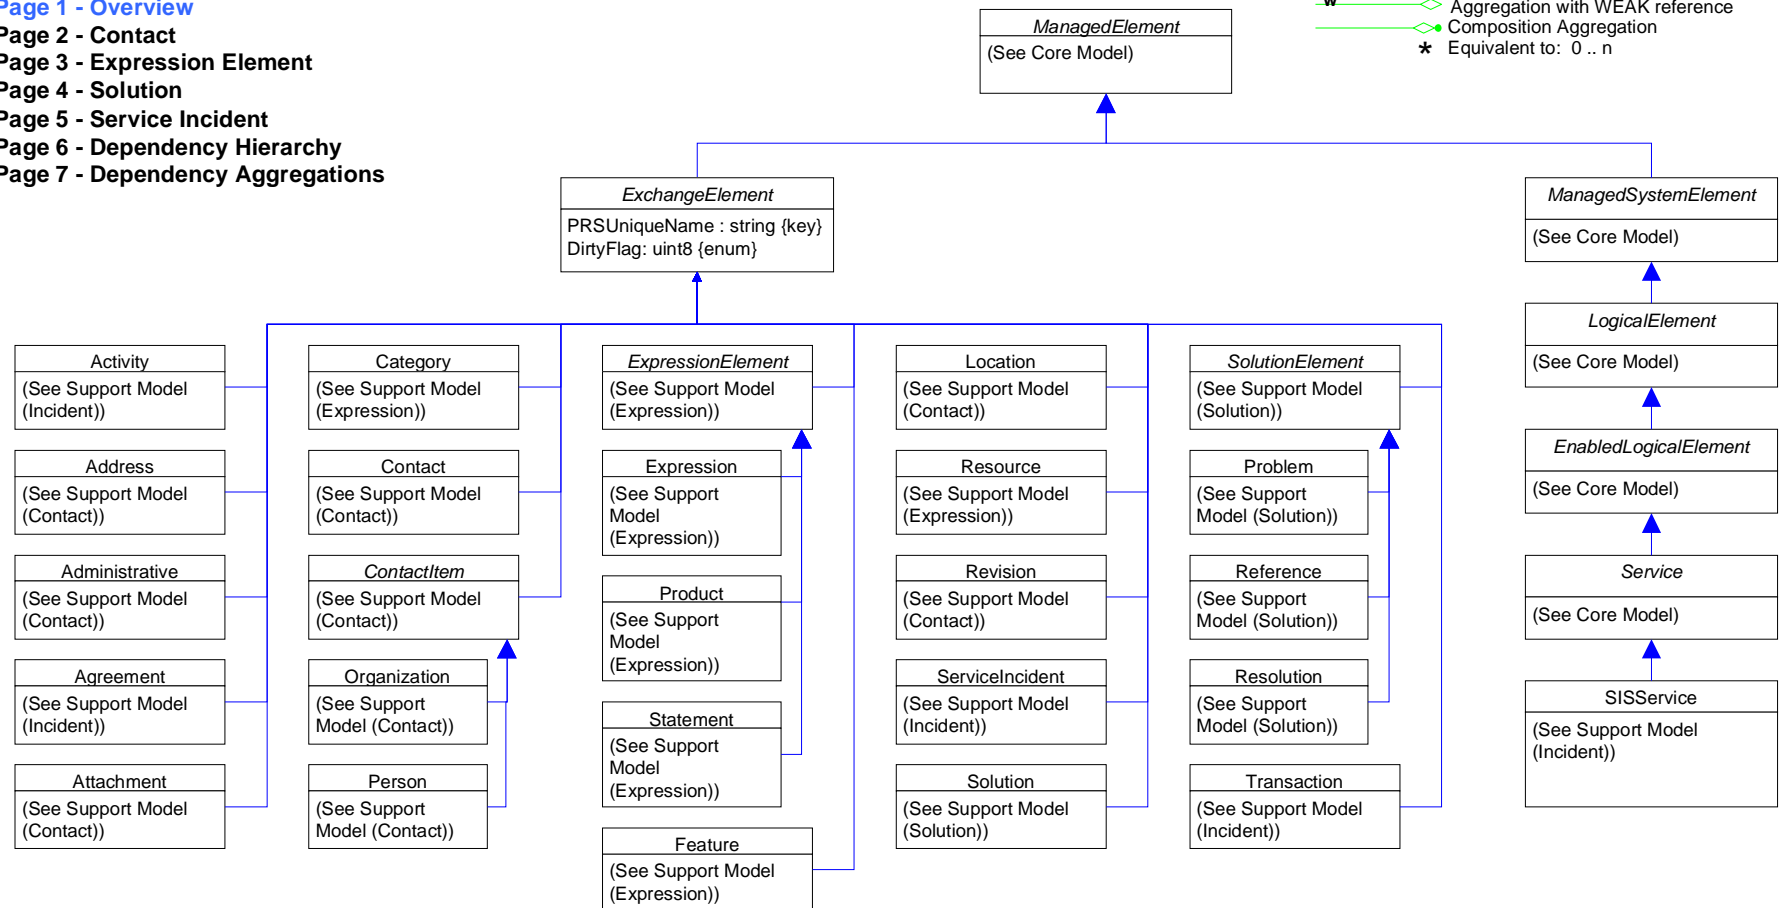 Page 1 - Overview
Page 2 - Contact
Page 3 - Expression Element
Page 4 - Solution
Page 5 - Service Incident
Page 6 - Dependency Hierarchy
Page 7 - Dependency Aggregations
w
Aggregation with WEAK reference
Composition Aggregation
* Equivalent to: 0 .. n
ManagedElement
(See Core Model)
ExchangeElement
PRSUniqueName : string {key}
DirtyFlag: uint8 {enum}
ManagedSystemElement
(See Core Model)
LogicalElement
(See Core Model)
EnabledLogicalElement
(See Core Model)
Service
(See Core Model)
SISService
(See Support Model
(Incident))
Activity
(See Support Model
(Incident))
Address
(See Support Model
(Contact))
Administrative
(See Support Model
(Contact))
Agreement
(See Support Model
(Incident))
Attachment
(See Support Model
(Contact))
Category
(See Support Model
(Expression))
Contact
(See Support Model
(Contact))
ContactItem
(See Support Model
(Contact))
Organization
(See Support
Model (Contact))
Person
(See Support
Model (Contact))
ExpressionElement
(See Support Model
(Expression))
Expression
(See Support
Model
(Expression))
Product
(See Support
Model
(Expression))
Statement
(See Support
Model
(Expression))
Feature
(See Support Model
(Expression))
Location
(See Support Model
(Contact))
Resource
(See Support Model
(Expression))
Revision
(See Support Model
(Contact))
ServiceIncident
(See Support Model
(Incident))
Solution
(See Support Model
(Solution))
SolutionElement
(See Support Model
(Solution))
Problem
(See Support
Model (Solution))
Reference
(See Support
Model (Solution))
Resolution
(See Support
Model (Solution))
Transaction
(See Support Model
(Incident))